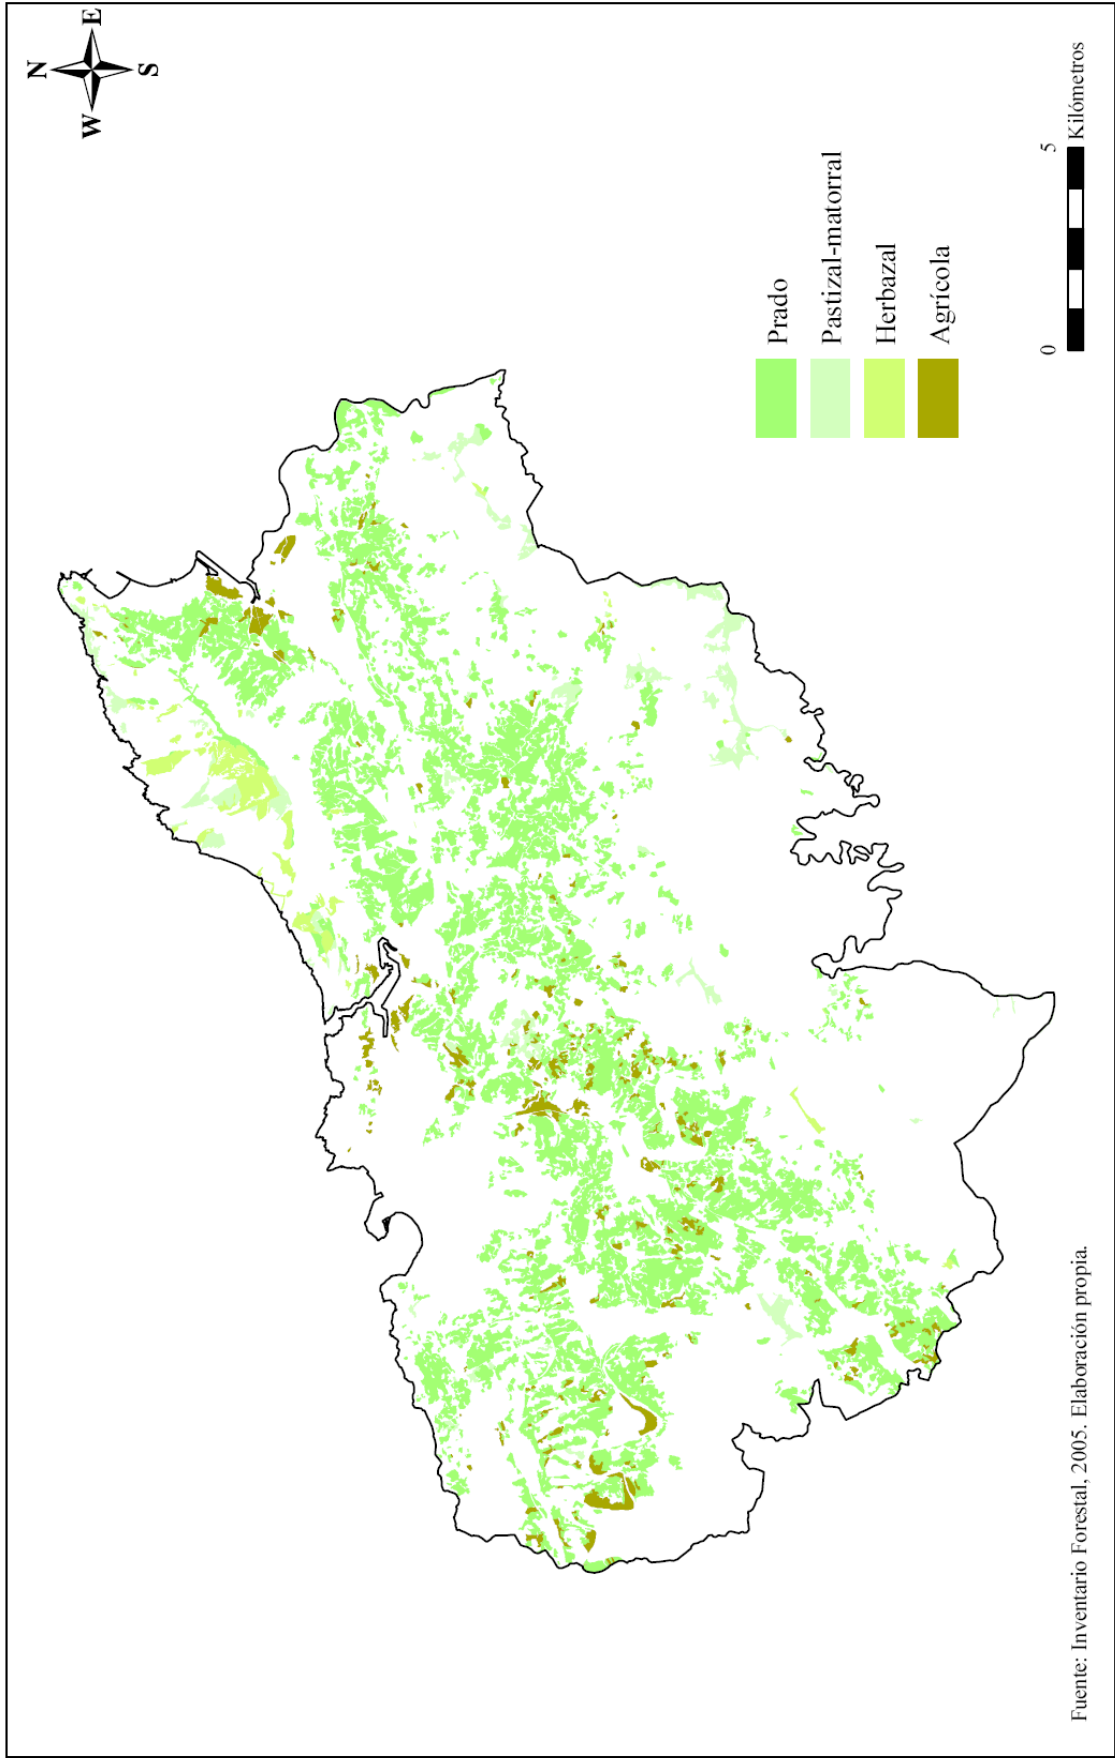 N
W
E
S
Prado
Pastizal-matorral
Herbazal
Agrícola
0
5
Kilómetros
Fuente: Inventario Forestal, 2005. Elaboración propia.